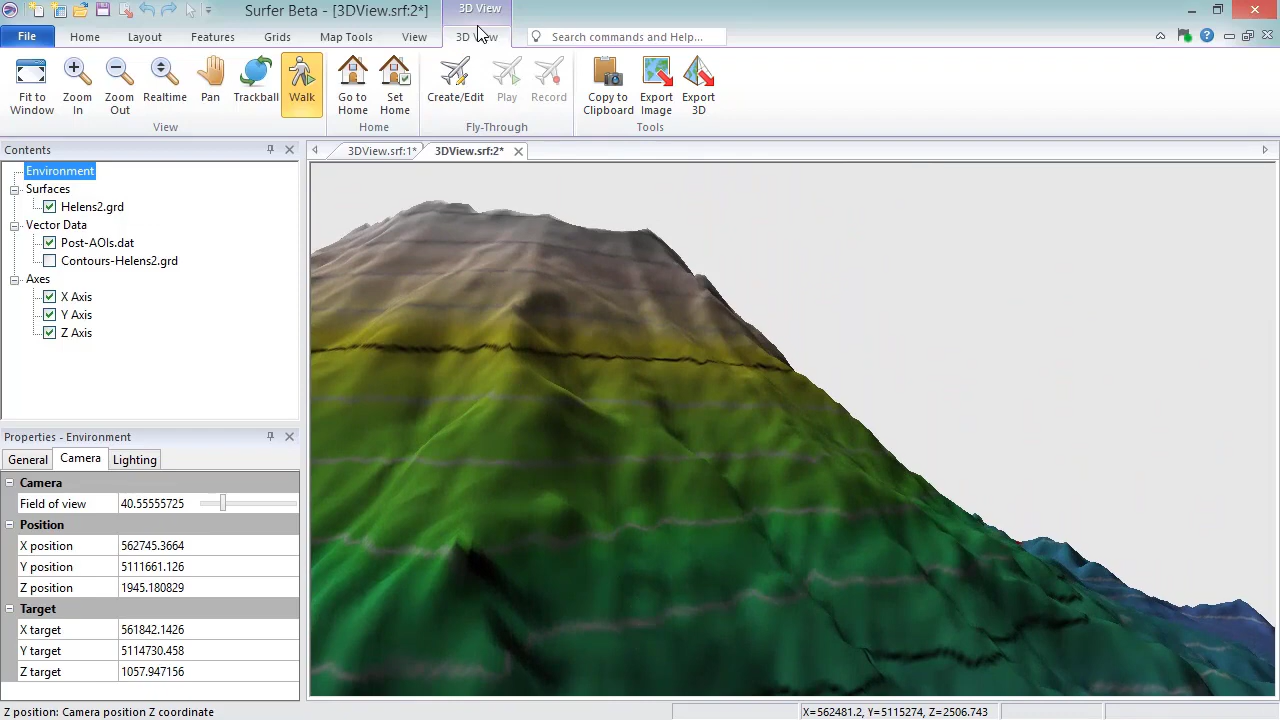 Surfer Beta - [3DView.srf:2*]
3D View
File
Home
Layout
Features
Grids
Map Tools
View
3D View
Search commands and Help...
Fit to Window
Zoom In
Zoom Out
Realtime
Pan
Trackball
Walk
Go to Home
Set Home
Create/Edit
Play
Record
Copy to Clipboard
Export Image
Export 3D
View
Home
Fly-Through
Tools
Contents
3DView.srf:1*
3DView.srf:2*
Environment
Surfaces
Helens2.grd
Vector Data
Post-AOIs.dat
Contours-Helens2.grd
Axes
X Axis
Y Axis
Z Axis
Properties - Environment
General
Camera
Lighting
Camera
Field of view 40.55555725
Position
X position 562745.3664
Y position 5111661.126
Z position 1945.180829
Target
X target 561842.1426
Y target 5114730.458
Z target 1057.947156
Z position: Camera position Z coordinate
X=562481.2, Y=5115274, Z=2506.743